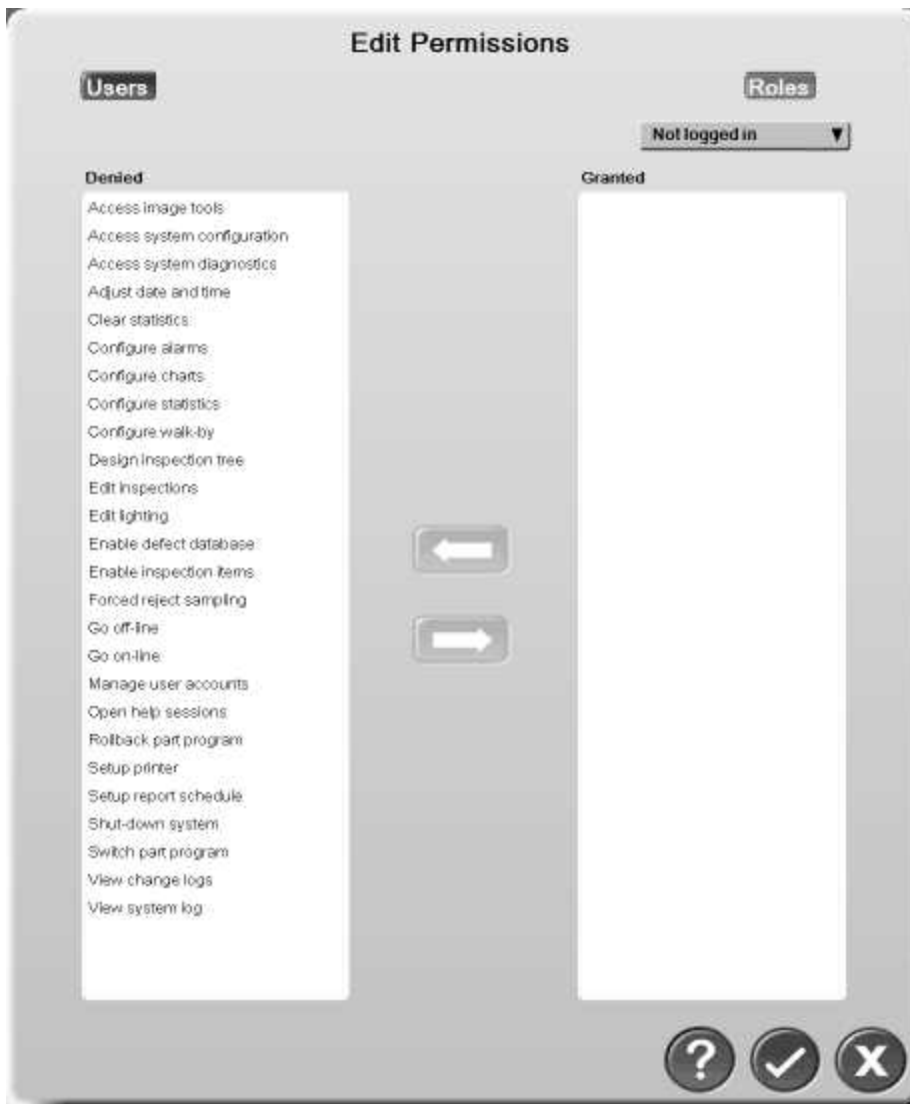 Edit Permissions
Users
Roles
Not logged in
Denied
Granted
Access image tools
Access system configuration
Access system diagnostics
Adjust date and time
Clear statistics
Configure alarms
Configure charts
Configure statistics
Configure walk-by
Design inspection tree
Edit inspections
Edit lighting
Enable defect database
Enable inspection items
Forced reject sampling
Go off-line
Go on-line
Manage user accounts
Open help sessions
Rollback part program
Setup printer
Setup report schedule
Shut-down system
Switch part program
View change logs
View system log
? X